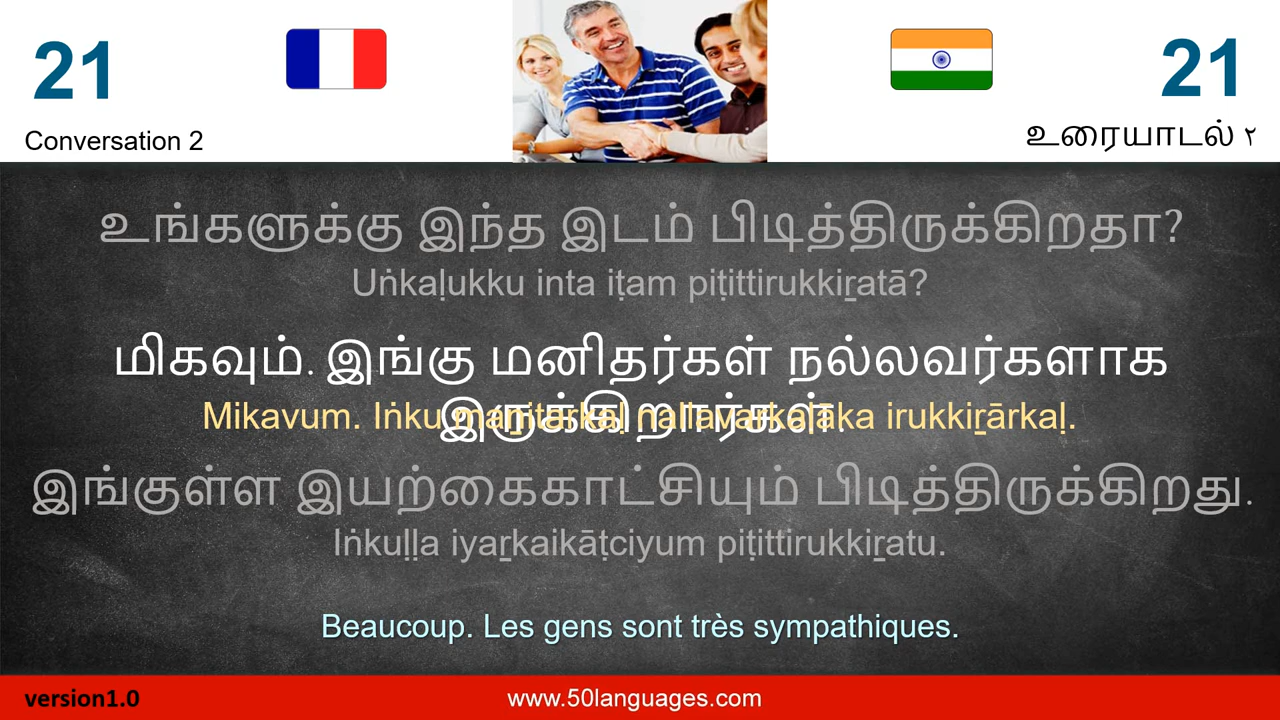 21
21
Conversation 2
உரையாடல் ٢
உங்களுக்கு இந்த இடம் பிடித்திருக்கிறதா?
Uṅkaḷukku inta iṭam piṭittirukkiṟatā?
மிகவும். இங்கு மனிதர்கள் நல்லவர்களாக
இருக்கிறார்கள்.
Mikavum. Iṅku maṉitarkaḷ nallavarkaḷāka irukkiṟārkaḷ.
இங்குள்ள இயற்கைகாட்சியும் பிடித்திருக்கிறது.
Iṅkuḷḷa iyaṟkaikāṭciyum piṭittirukkiṟatu.
Beaucoup. Les gens sont très sympathiques.
version1.0
www.50languages.com